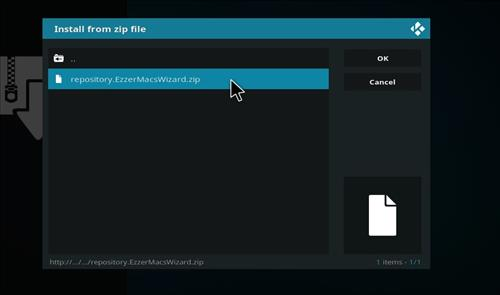 Install from zip file
..
repository.EzzerMacsWizard.zip
OK
Cancel
http://.../.../repository.EzzerMacsWizard.zip
1 items - 1/1